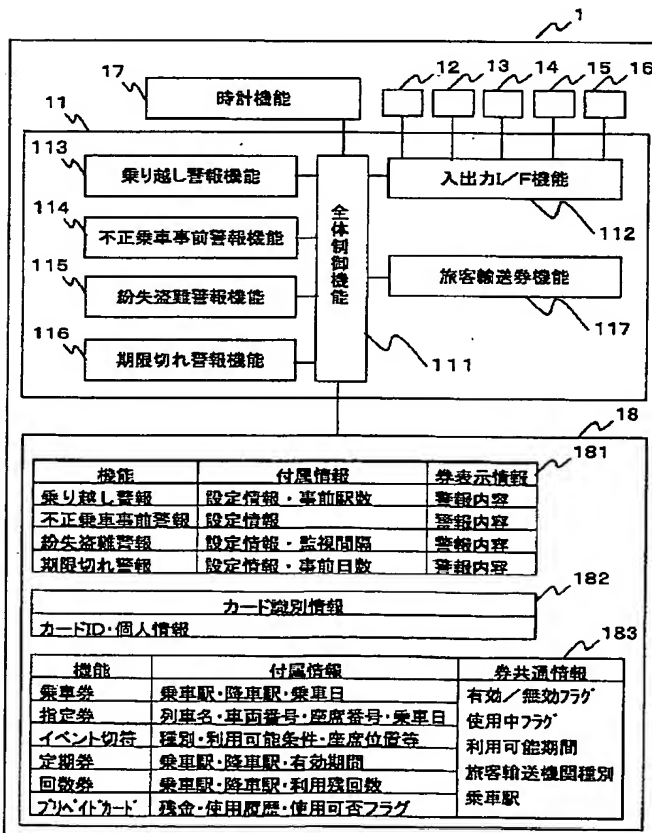 1
17
時計機能
12 13 14 15 16
11
113
乗り越し警報機能
入出力I/F機能
112
114
不正乗車事前警報機能
全体制御機能
115
紛失盗難警報機能
旅客輸送券機能
117
116
期限切れ警報機能
111
18
181
機能 付属情報 券表示情報
乗り越し警報 設定情報・事前駅数 警報内容
不正乗車事前警報 設定情報 警報内容
紛失盗難警報 設定情報・監視間隔 警報内容
期限切れ警報 設定情報・事前日数 警報内容
182
カード識別情報
カードID・個人情報
183
機能 付属情報 券共通情報
乗車券 乗車駅・降車駅・乗車日
指定券 列車名・車両番号・座席番号・乗車日
イベント切符 種別・利用可能条件・座席位置等
定期券 乗車駅・降車駅・有効期間
回数券 乗車駅・降車駅・利用残回数
プリペイドカード 残金・使用履歴・使用可否フラグ
有効/無効フラグ
使用中フラグ
利用可能期間
旅客輸送機関種別
乗車駅